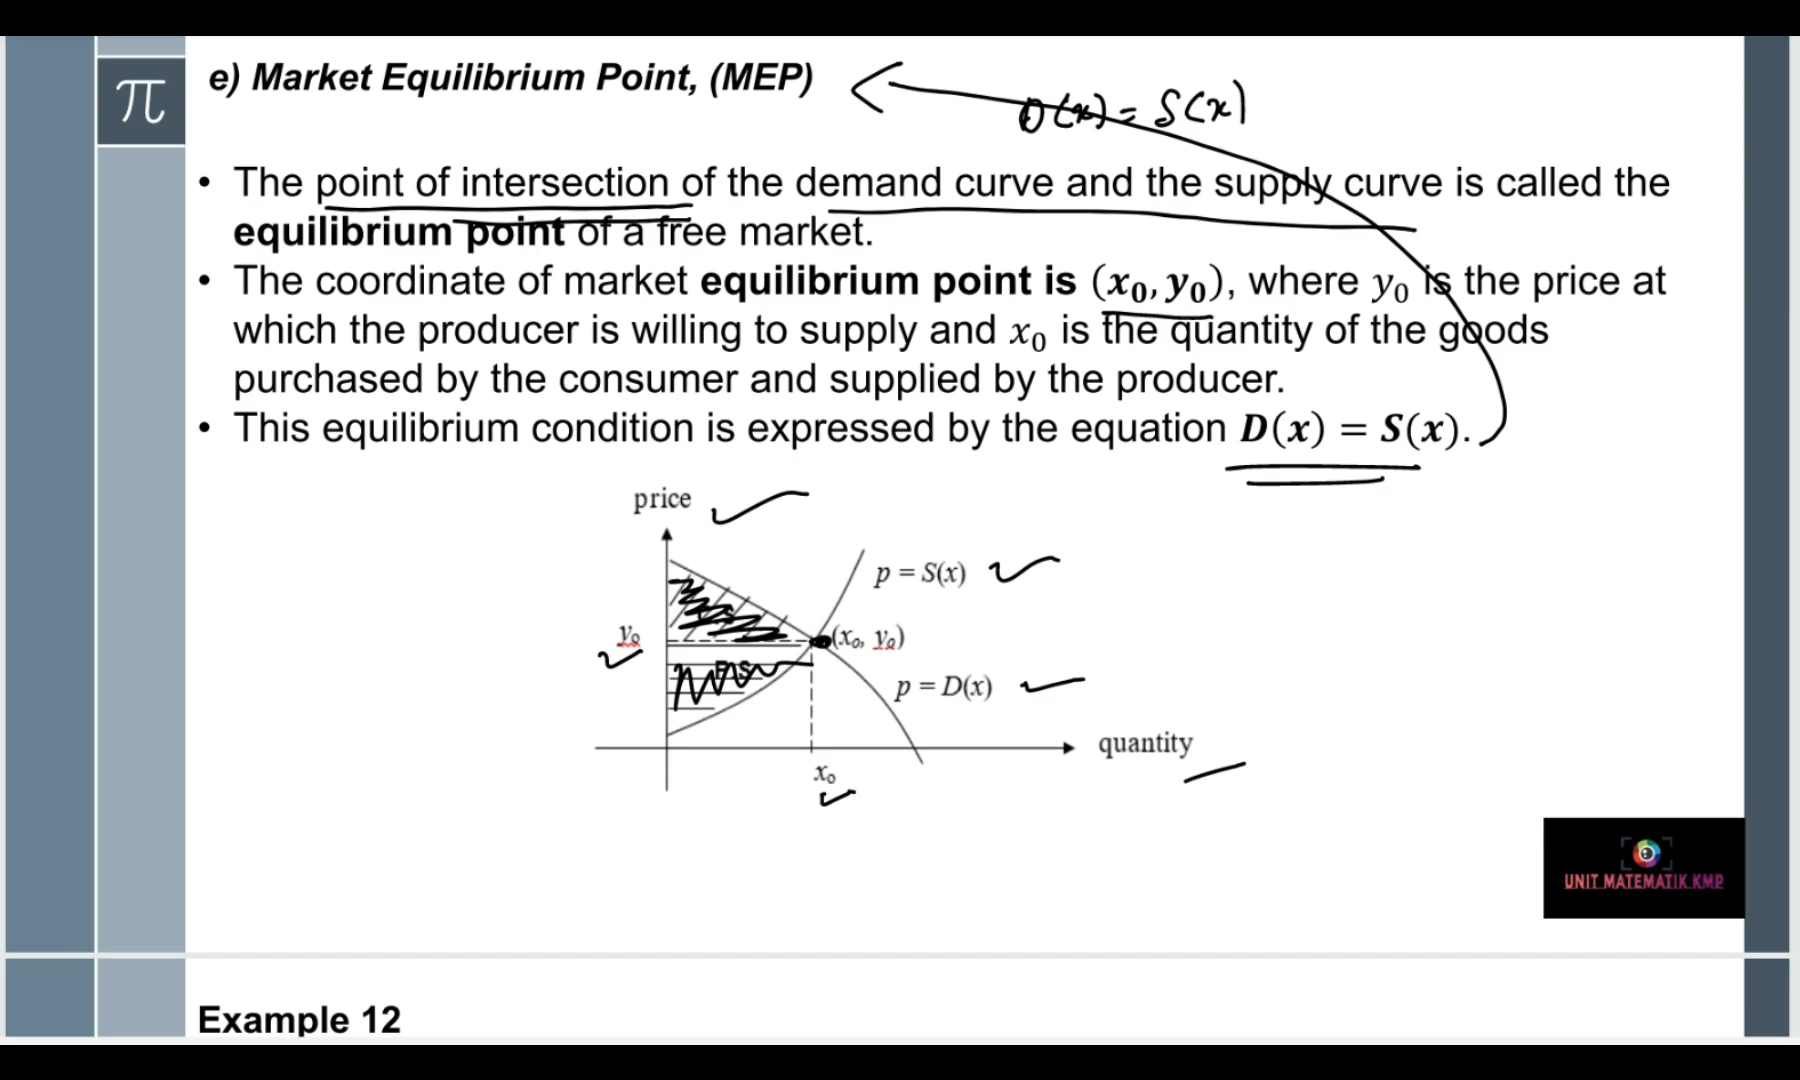 π
e) Market Equilibrium Point, (MEP)
D(x) = S(x)
• The point of intersection of the demand curve and the supply curve is called the
equilibrium point of a free market.
• The coordinate of market equilibrium point is (x₀, y₀), where y₀ is the price at
which the producer is willing to supply and x₀ is the quantity of the goods
purchased by the consumer and supplied by the producer.
• This equilibrium condition is expressed by the equation D(x) = S(x).
price
p = S(x)
y₀
(x₀, y₀)
p = D(x)
quantity
x₀
UNIT MATEMATIK KMP
Example 12